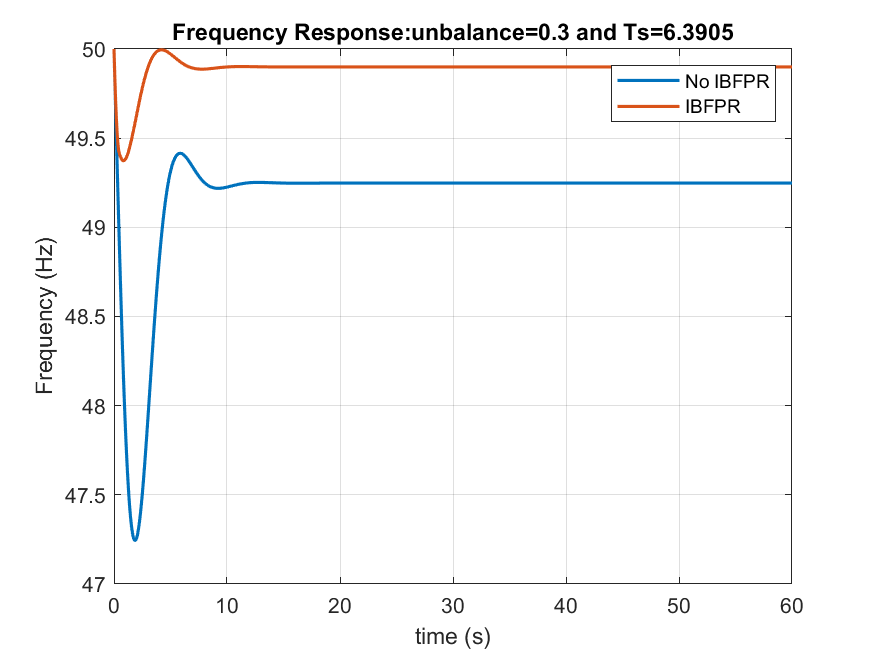 Frequency Response:unbalance=0.3 and Ts=6.3905
50
49.5
49
48.5
48
47.5
47
Frequency (Hz)
No IBFPR
IBFPR
0
10
20
30
40
50
60
time (s)